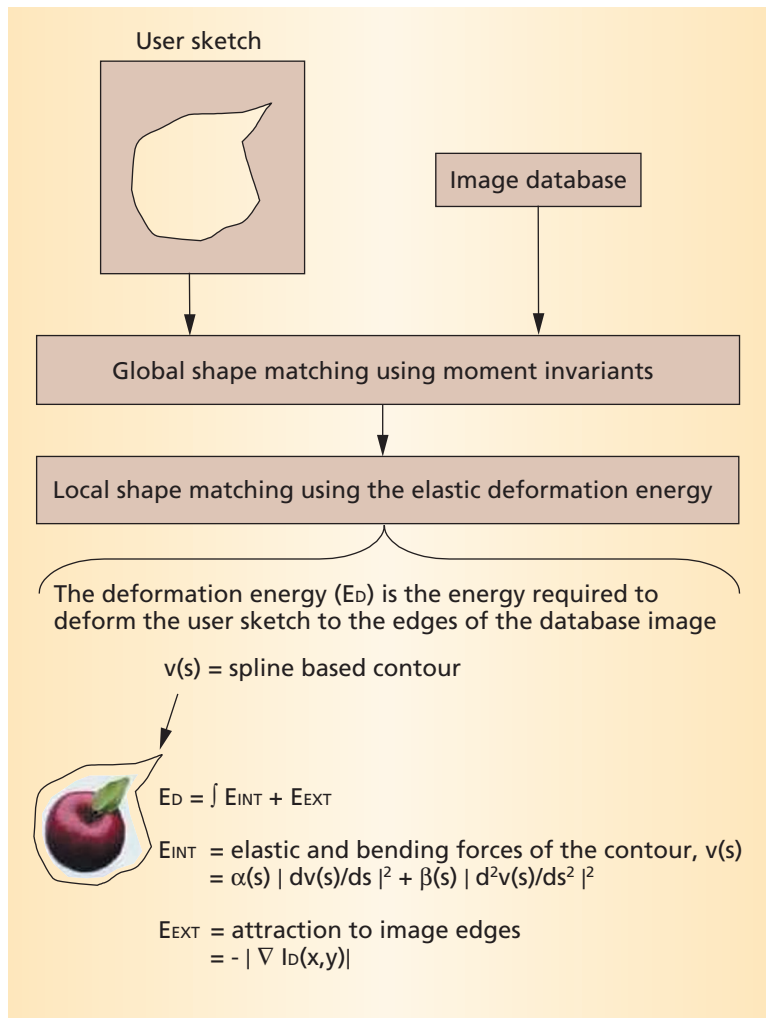 User sketch
Image database
Global shape matching using moment invariants
Local shape matching using the elastic deformation energy
The deformation energy (ED) is the energy required to
deform the user sketch to the edges of the database image
v(s) = spline based contour
ED = ∫ EINT + EEXT
EINT = elastic and bending forces of the contour, v(s)
= α(s) | dv(s)/ds |² + β(s) | d²v(s)/ds² |²
EEXT = attraction to image edges
= - | ∇ ID(x,y)|